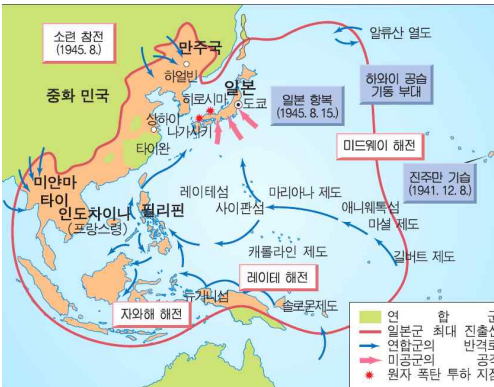 소련 참전
(1945. 8.)
만주국
하얼빈
중화 민국
알류샨 열도
하와이 공습
기동 부대
일본
히로시마
도쿄
일본 항복
(1945. 8. 15.)
상하이
나가사키
타이완
미드웨이 해전
진주만 기습
(1941. 12. 8.)
미얀마
타이
인도차이나
(프랑스령)
필리핀
레이테섬
사이판섬
마리아나 제도
애니웨톡섬
마셜 제도
길버트 제도
캐롤라인 제도
레이테 해전
뉴기니섬
솔로몬제도
자와해 해전
연 합 군
일본군 최대 진출선
연합군의 반격로
미공군의 공격
원자 폭탄 투하 지점